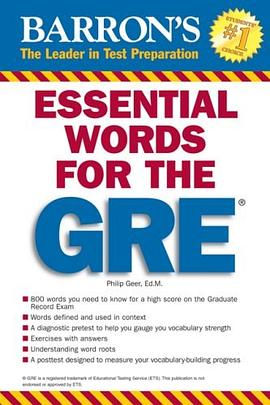 BARRON'S
The Leader in Test Preparation
STUDENTS'
#1
CHOICE
ESSENTIAL
WORDS
FOR THE
GRE®
Philip Geer, Ed.M.
800 words you need to know for a high score on the Graduate
Record Exam
Words defined and used in context
A diagnostic pretest to help you gauge you vocabulary strength
Exercises with answers
Understanding word roots
A posttest designed to measure your vocabulary-building progress
® GRE is a registered trademark of Educational Testing Service (ETS). This publication is not
endorsed or approved by ETS.